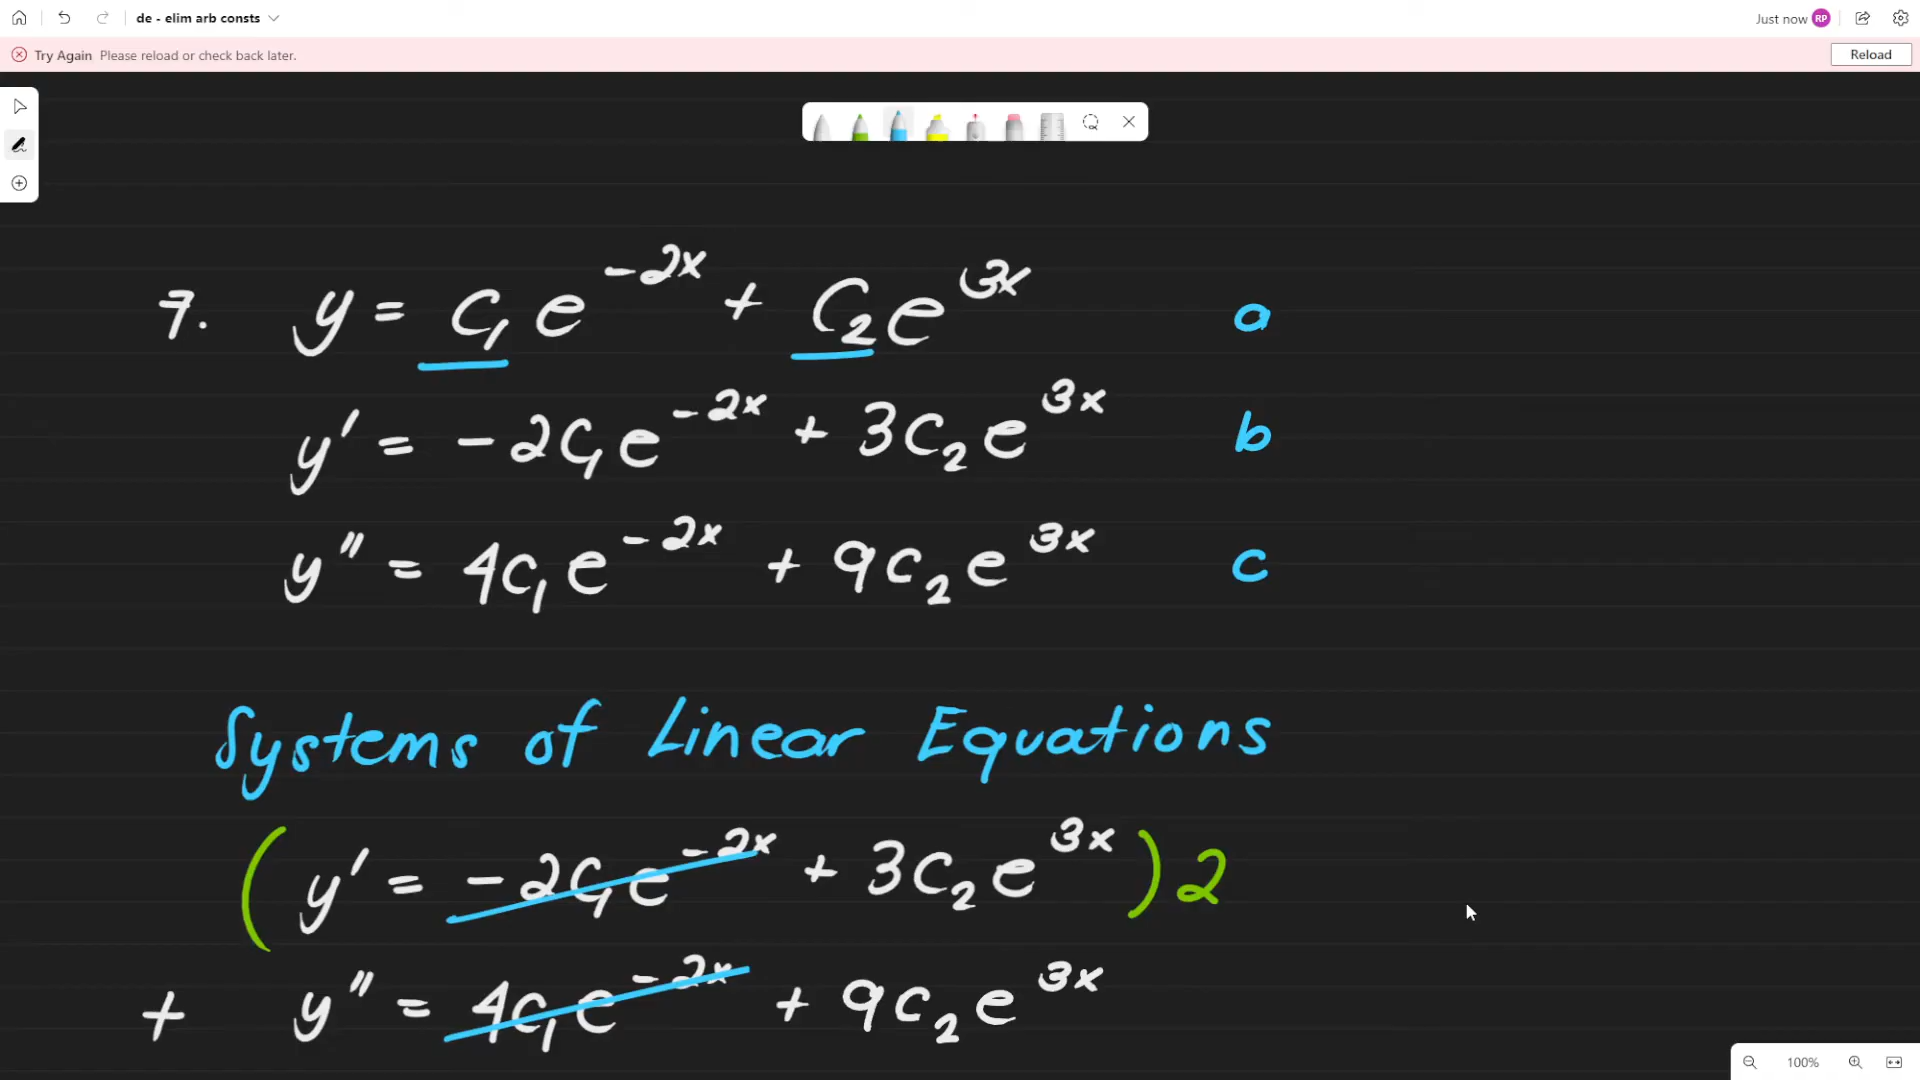 de - elim arb consts
Just now RP
Try Again Please reload or check back later.
Reload
7. y = C₁e^(-2x) + C₂e^(3x) a
y' = -2C₁e^(-2x) + 3C₂e^(3x) b
y" = 4C₁e^(-2x) + 9C₂e^(3x) c
Systems of Linear Equations
( y' = -2C₁e^(-2x) + 3C₂e^(3x) ) 2
+ y" = 4C₁e^(-2x) + 9C₂e^(3x)
100%